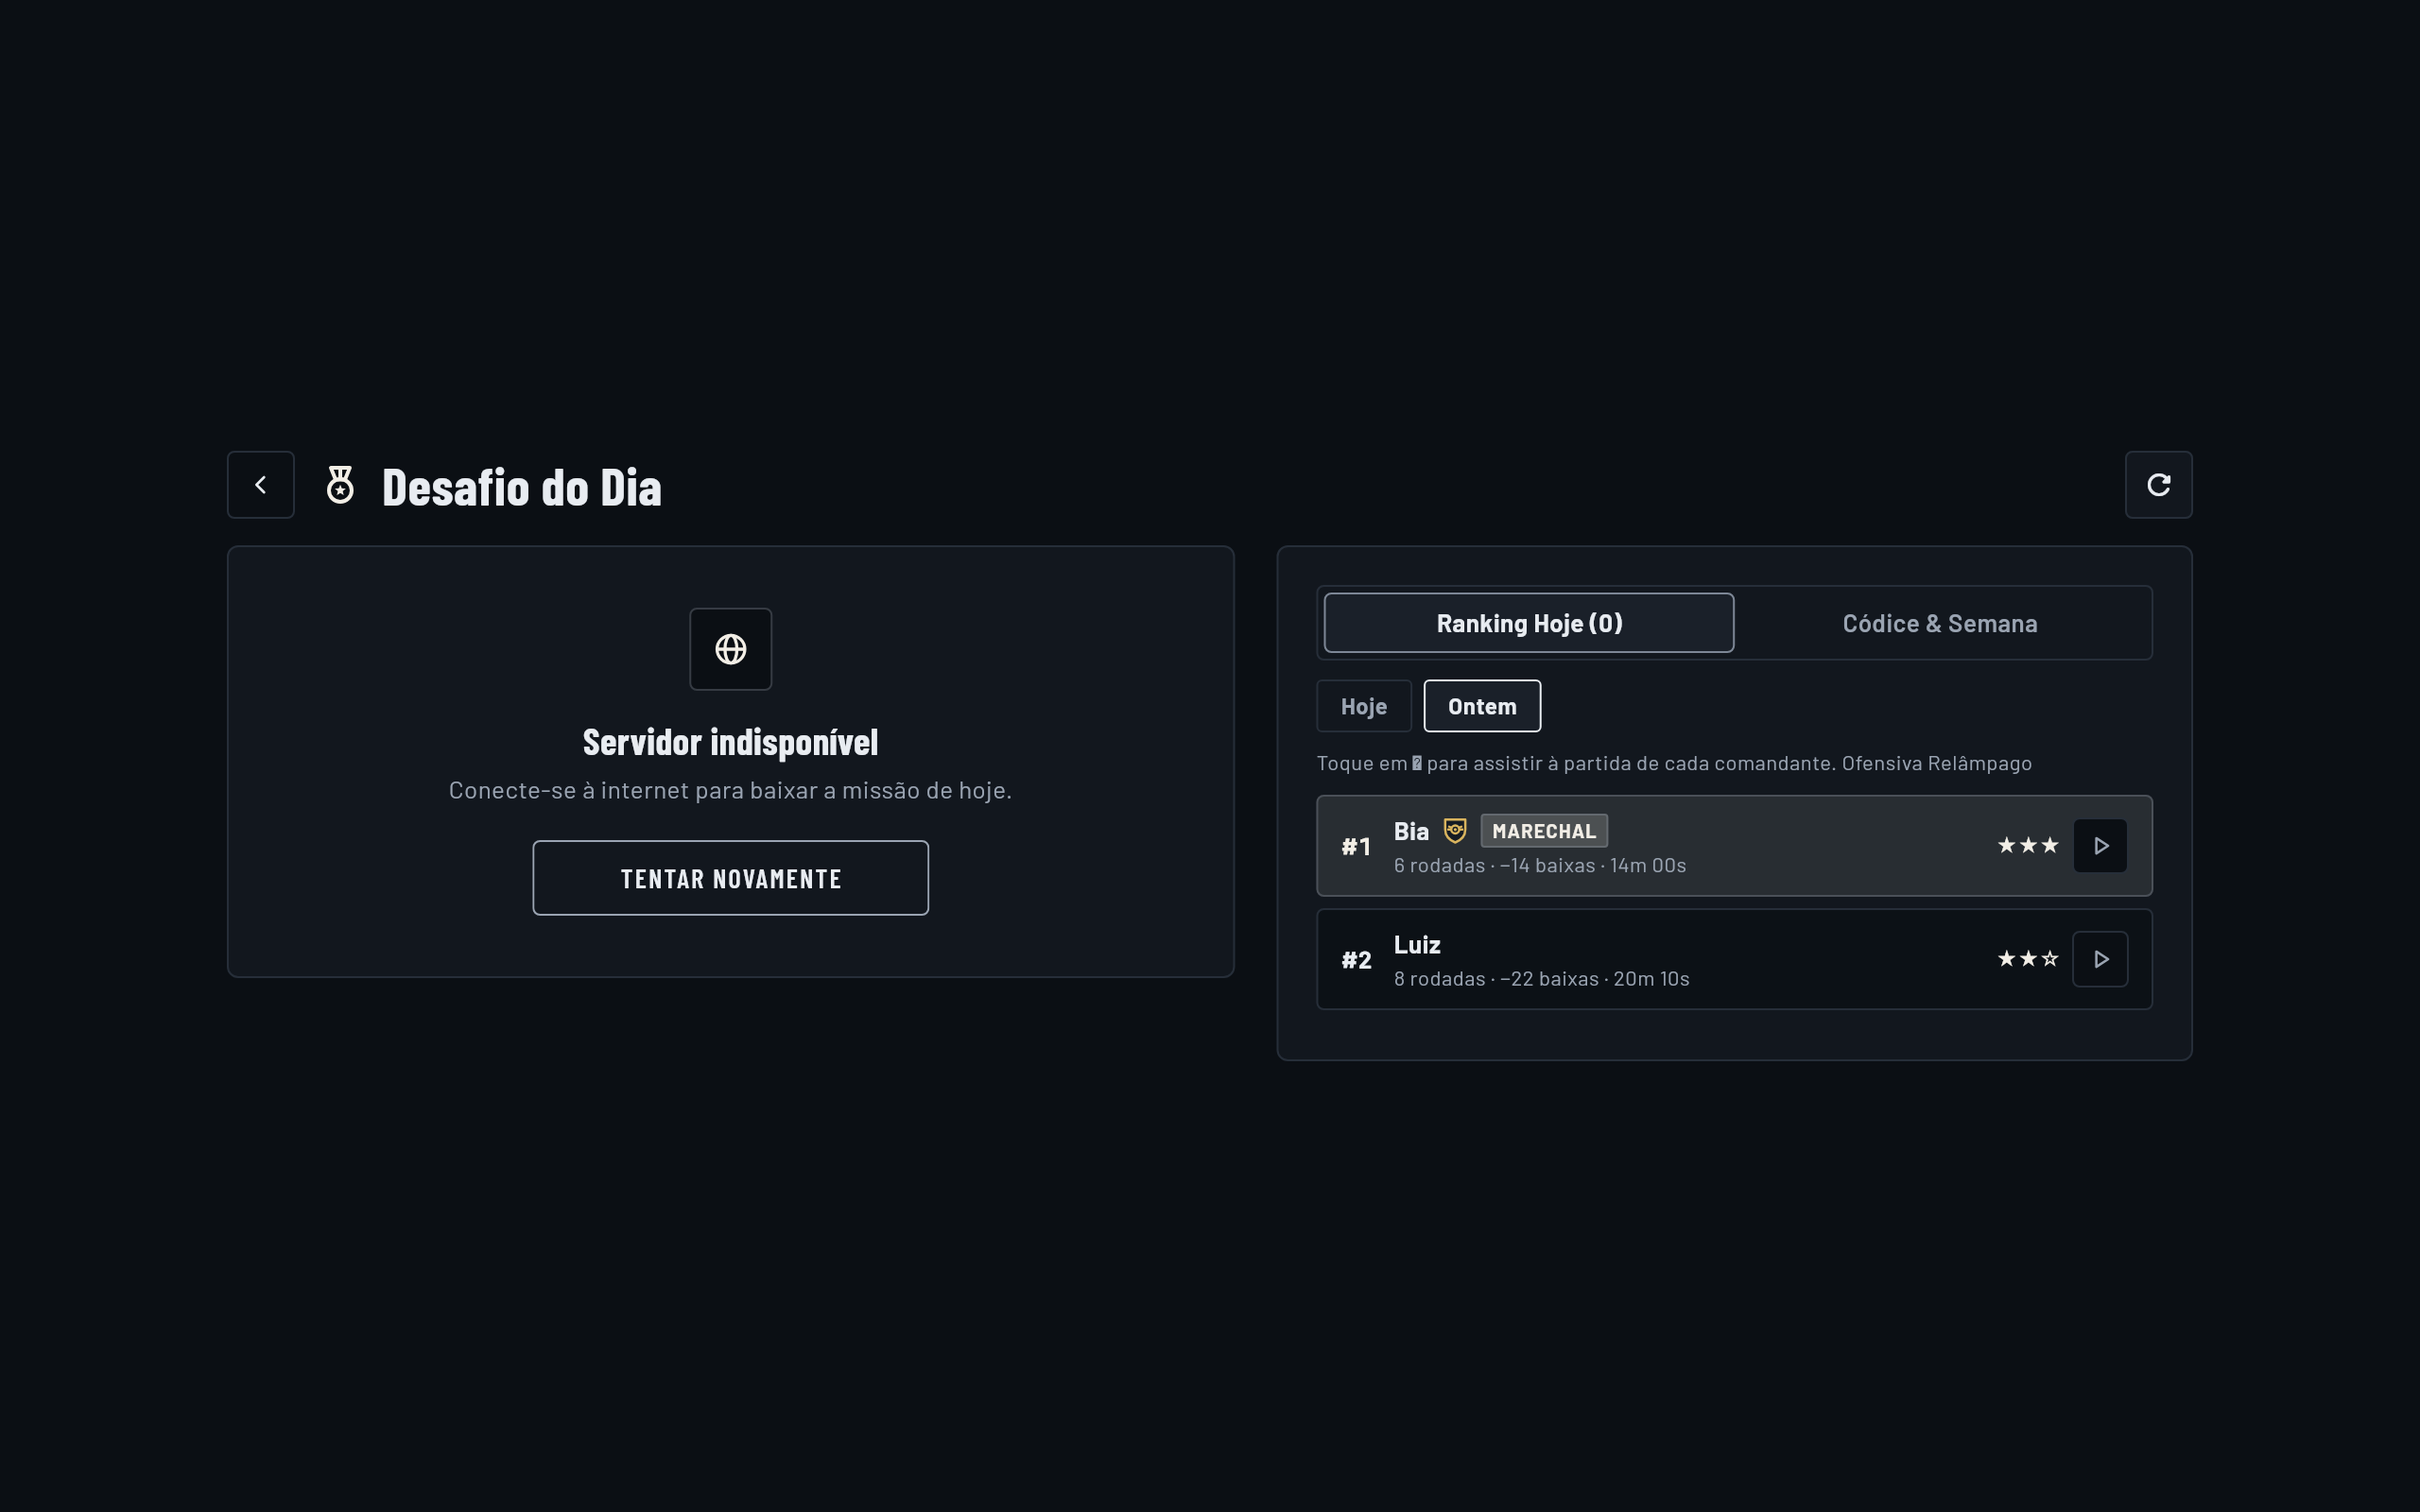 Desafio do Dia
Servidor indisponível
Conecte-se à internet para baixar a missão de hoje.
TENTAR NOVAMENTE
Ranking Hoje (0)
Códice & Semana
Hoje
Ontem
Toque em para assistir à partida de cada comandante. Ofensiva Relâmpago
#1
Bia
MARECHAL
6 rodadas · −14 baixas · 14m 00s
★★★
#2
Luiz
8 rodadas · −22 baixas · 20m 10s
★★☆